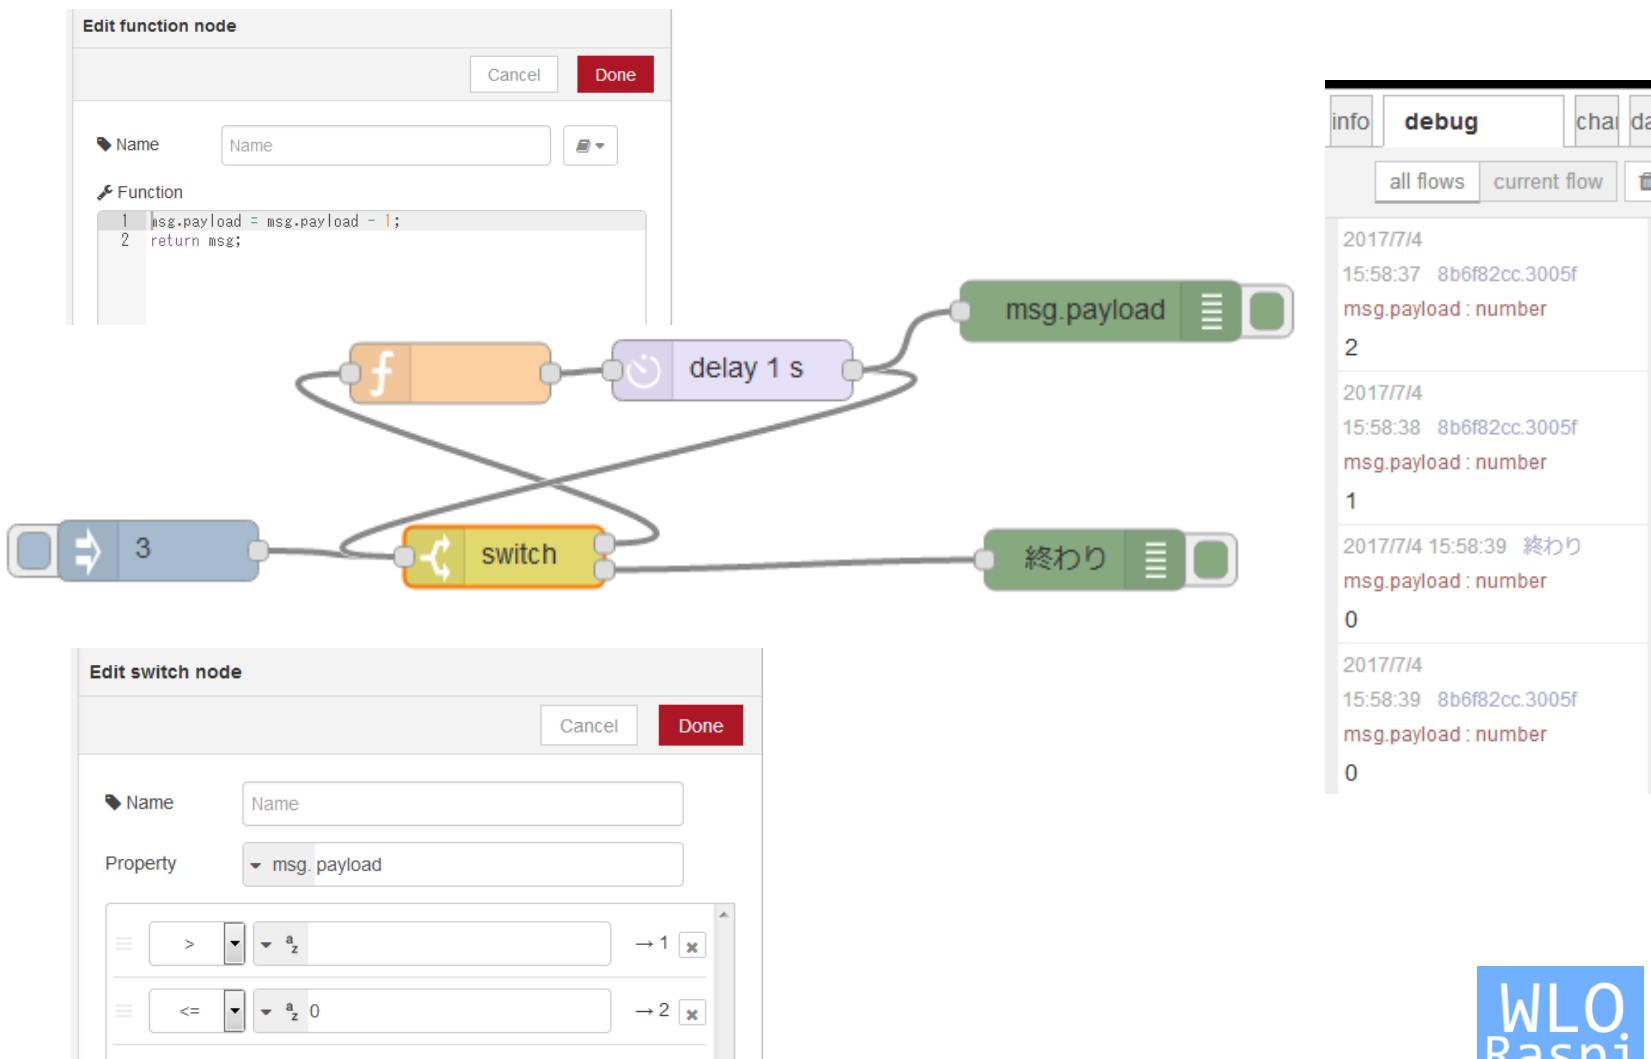 Edit function node
Cancel
Done
Name
Name
Function
1 msg.payload = msg.payload - 1;
2 return msg;
msg.payload
delay 1 s
3
switch
終わり
Edit switch node
Cancel
Done
Name
Name
Property
msg. payload
> az → 1
<= az 0 → 2
info
debug
all flows
current flow
2017/7/4
15:58:37 8b6f82cc.3005f
msg.payload : number
2
2017/7/4
15:58:38 8b6f82cc.3005f
msg.payload : number
1
2017/7/4 15:58:39 終わり
msg.payload : number
0
2017/7/4
15:58:39 8b6f82cc.3005f
msg.payload : number
0
WLO
Raspi